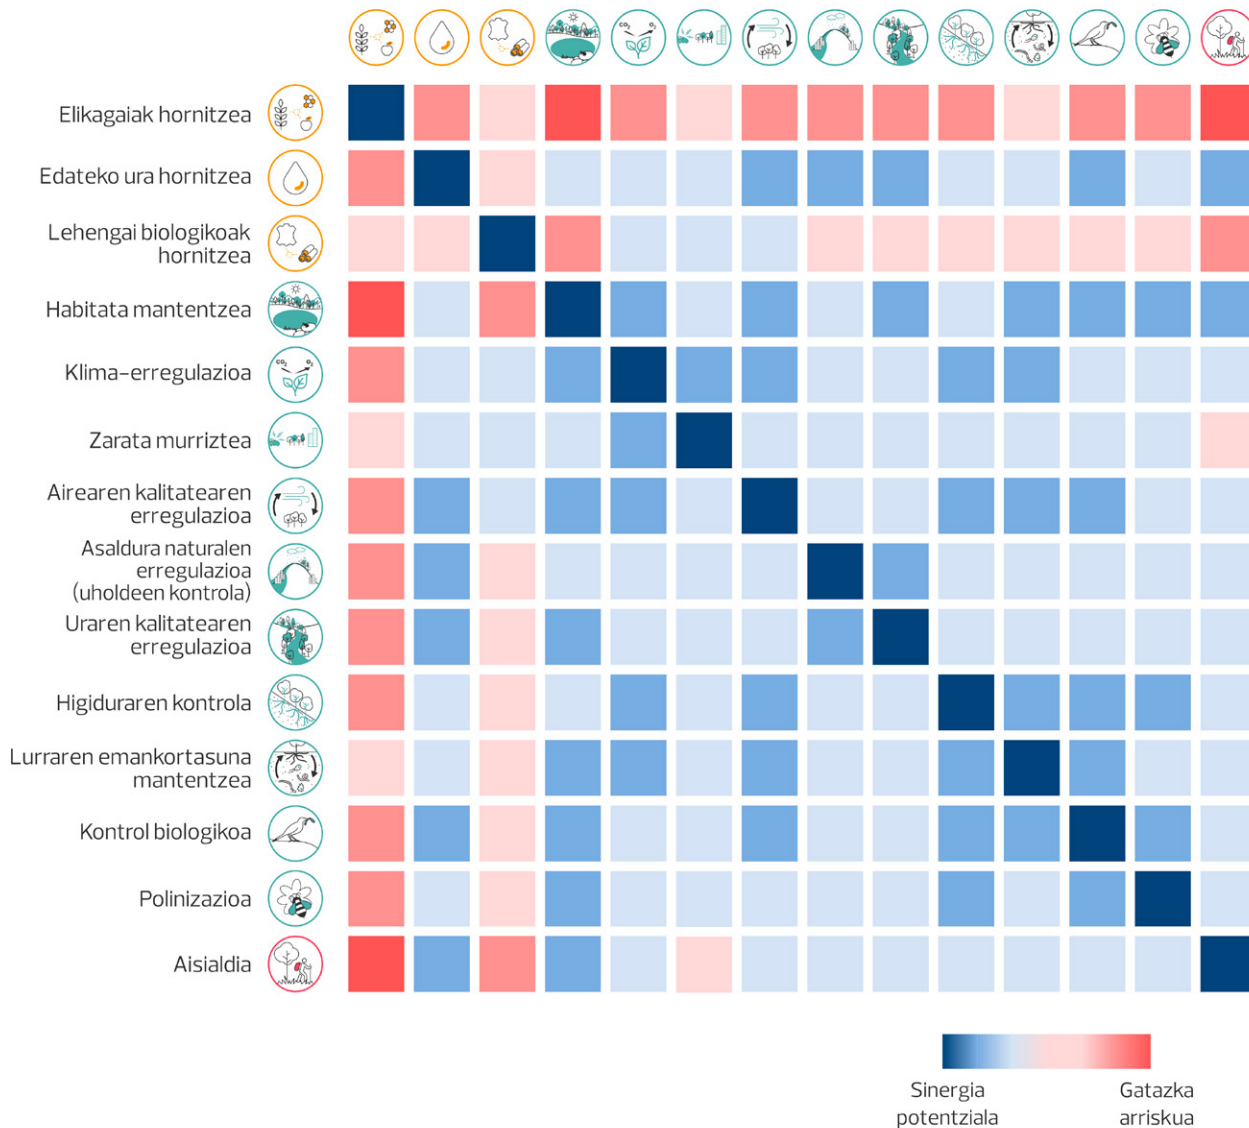 Elikagaiak hornitzea
Edateko ura hornitzea
Lehengai biologikoak
hornitzea
Habitata mantentzea
Klima-erregulazioa
Zarata murriztea
Airearen kalitatearen
erregulazioa
Asaldura naturalen
erregulazioa
(uholdeen kontrola)
Uraren kalitatearen
erregulazioa
Higiduraren kontrola
Lurraren emankortasuna
mantentzea
Kontrol biologikoa
Polinizazioa
Aisialdia
Sinergia
potentziala
Gatazka
arriskua